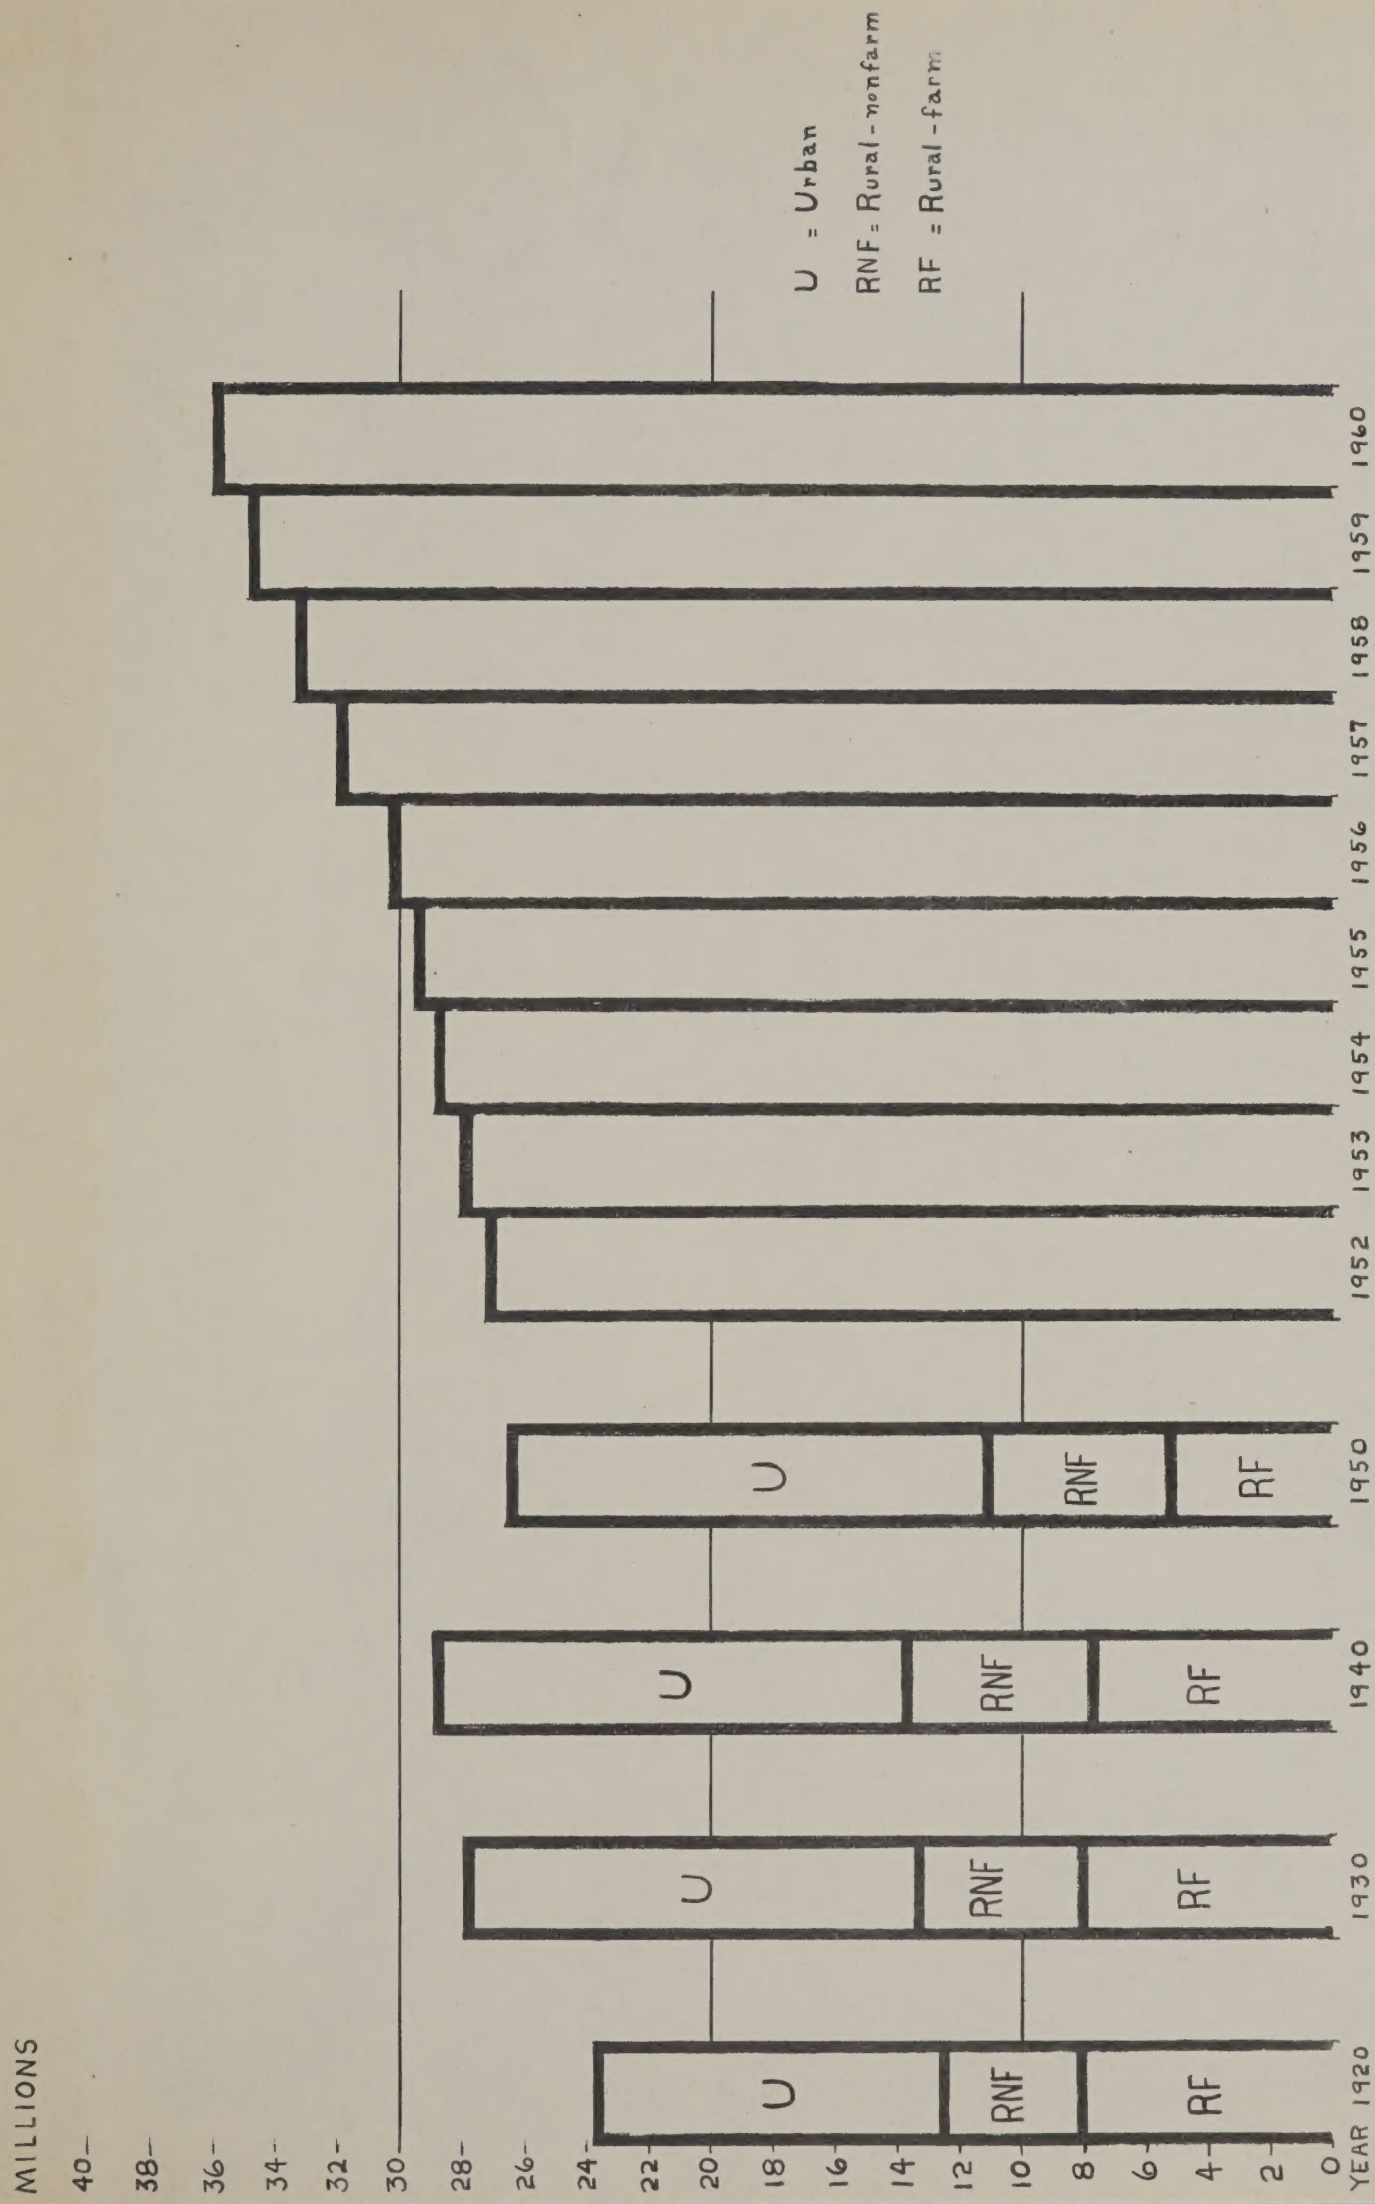 MILLIONS
40
38
36
34
32
30
28
26
24
22
20
18
16
14
12
10
8
6
4
2
0
U
RNF
RF
U
RNF
RF
U
RNF
RF
U
RNF
RF
U = Urban
RNF = Rural-nonfarm
RF = Rural-farm
YEAR 1920 1930 1940 1950 1952 1953 1954 1955 1956 1957 1958 1959 1960